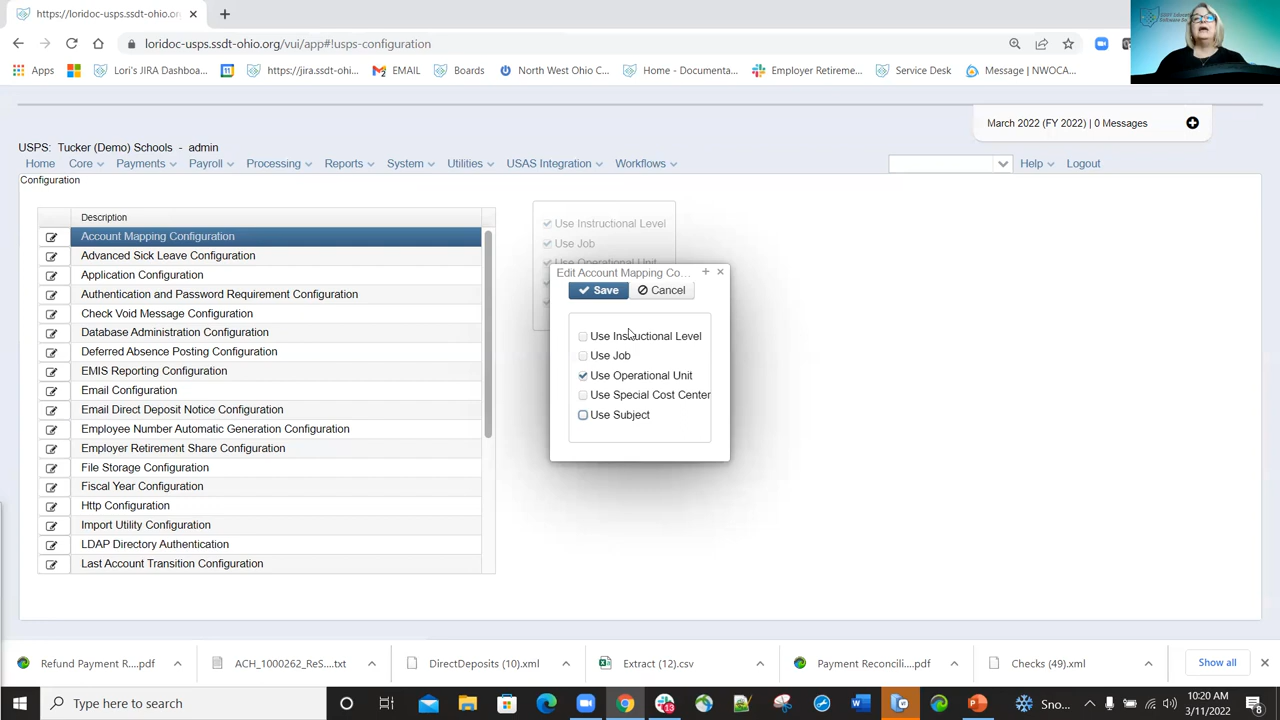 https://loridoc-usps.ssdt-ohio.org
loridoc-usps.ssdt-ohio.org/vui/app#!usps-configuration
Apps
Lori's JIRA Dashboa...
https://jira.ssdt-ohi...
EMAIL
Boards
North West Ohio C...
Home - Documenta...
Employer Retireme...
Service Desk
Message | NWOCA...
March 2022 (FY 2022) | 0 Messages
USPS: Tucker (Demo) Schools - admin
Home Core Payments Payroll Processing Reports System Utilities USAS Integration Workflows Help Logout
Configuration
Description
Account Mapping Configuration
Advanced Sick Leave Configuration
Application Configuration
Authentication and Password Requirement Configuration
Check Void Message Configuration
Database Administration Configuration
Deferred Absence Posting Configuration
EMIS Reporting Configuration
Email Configuration
Email Direct Deposit Notice Configuration
Employee Number Automatic Generation Configuration
Employer Retirement Share Configuration
File Storage Configuration
Fiscal Year Configuration
Http Configuration
Import Utility Configuration
LDAP Directory Authentication
Last Account Transition Configuration
Use Instructional Level
Use Job
Use Operational Unit
Edit Account Mapping Co...
Save Cancel
Use Instructional Level
Use Job
Use Operational Unit
Use Special Cost Center
Use Subject
Refund Payment R....pdf
ACH_1000262_ReS....txt
DirectDeposits (10).xml
Extract (12).csv
Payment Reconcili....pdf
Checks (49).xml
Show all
Type here to search
13
Sno...
10:20 AM
3/11/2022
8